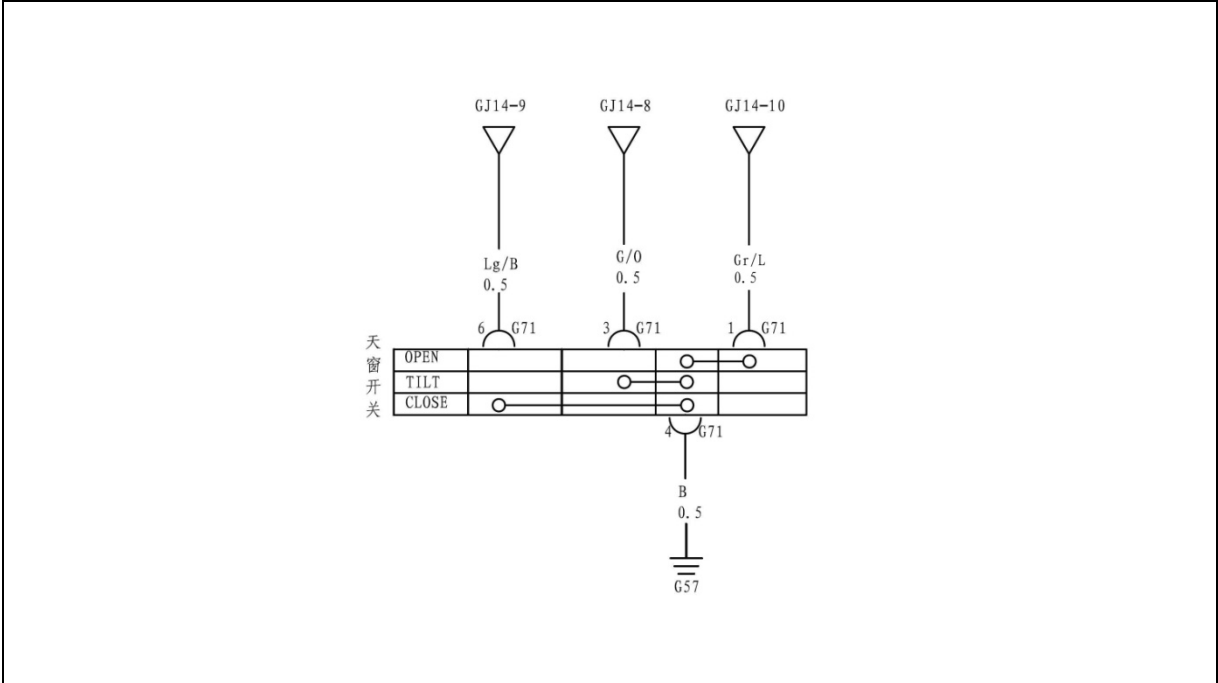 GJ14-9
GJ14-8
GJ14-10
Lg/B
0.5
G/O
0.5
Gr/L
0.5
6
G71
3
G71
1
G71
天窗开关
OPEN
TILT
CLOSE
4
G71
B
0.5
G57